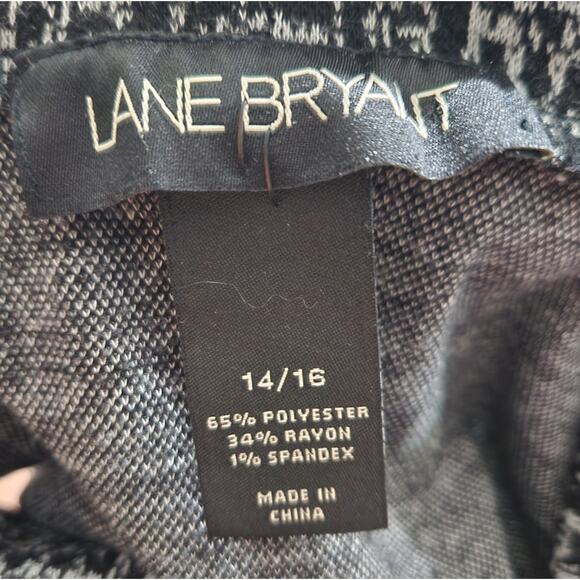 LANE BRYANT
14/16
65% POLYESTER
34% RAYON
1% SPANDEX
MADE IN
CHINA